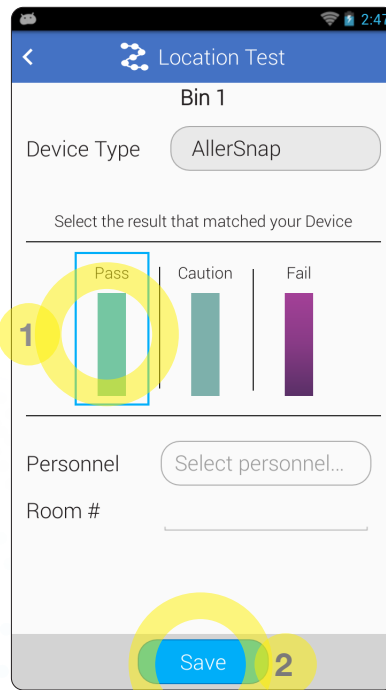 2:47
Location Test
Bin 1
Device Type AllerSnap
Select the result that matched your Device
Pass Caution Fail
1
Personnel Select personnel...
Room #
Save 2